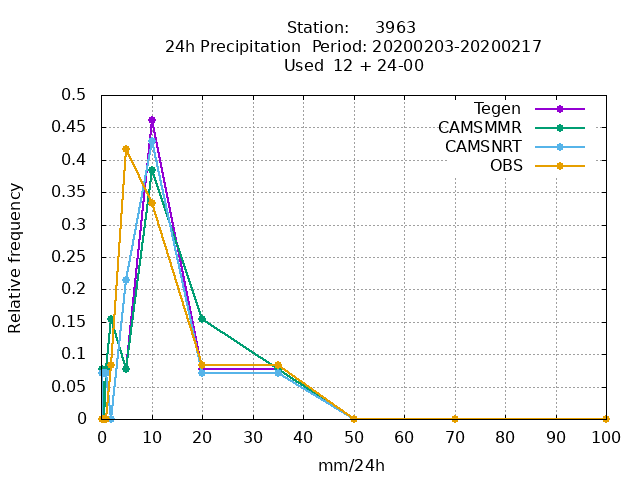 Station:     3963
24h Precipitation  Period: 20200203-20200217
Used  12 + 24-00
Relative frequency
0.5
0.45
0.4
0.35
0.3
0.25
0.2
0.15
0.1
0.05
0
Tegen
CAMSMMR
CAMSNRT
OBS
0 10 20 30 40 50 60 70 80 90 100
mm/24h